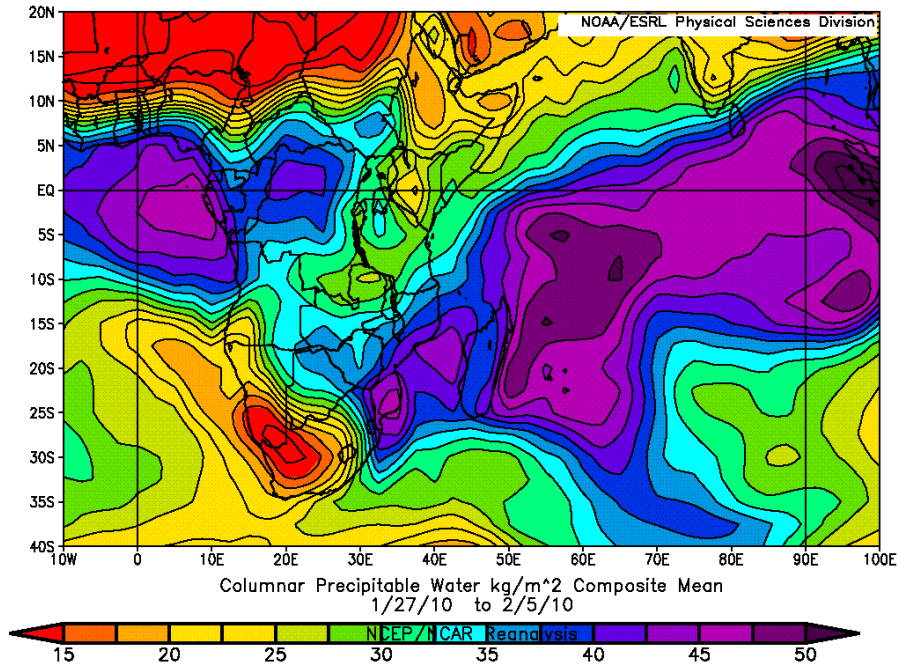 NOAA/ESRL Physical Sciences Division
20N
15N
10N
5N
EQ
5S
10S
15S
20S
25S
30S
35S
40S
10W 0 10E 20E 30E 40E 50E 60E 70E 80E 90E 100E
Columnar Precipitable Water kg/m^2 Composite Mean
1/27/10 to 2/5/10
NCEP/NCAR Reanalysis
15 20 25 30 35 40 45 50